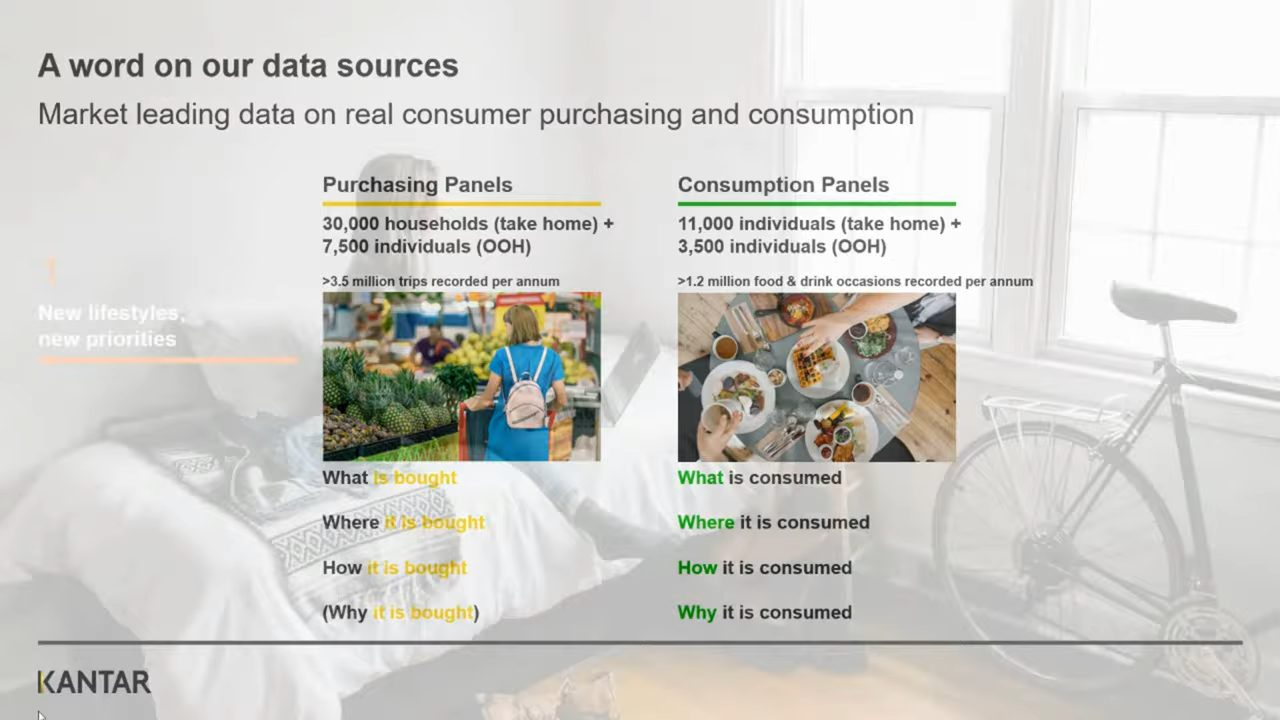 A word on our data sources
Market leading data on real consumer purchasing and consumption
Purchasing Panels
30,000 households (take home) +
7,500 individuals (OOH)
>3.5 million trips recorded per annum
What is bought
Where it is bought
How it is bought
(Why it is bought)
Consumption Panels
11,000 individuals (take home) +
3,500 individuals (OOH)
>1.2 million food & drink occasions recorded per annum
What is consumed
Where it is consumed
How it is consumed
Why it is consumed
1
New lifestyles,
new priorities
KANTAR